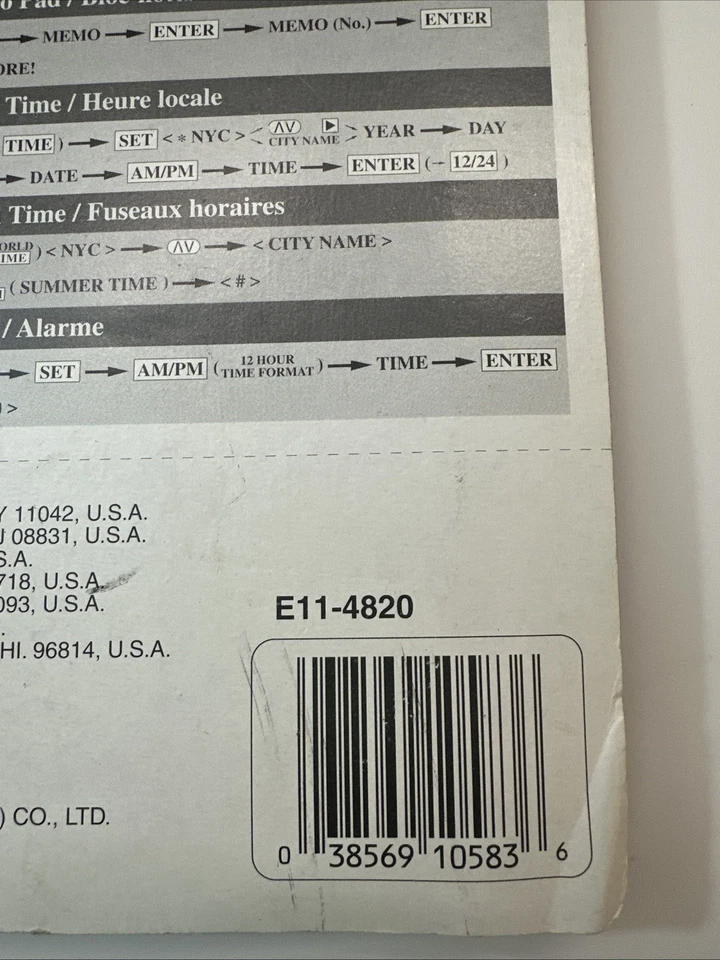 → MEMO → ENTER → MEMO (No.) → ENTER
ORE!
Time / Heure locale
TIME ) → SET < * NYC > ∧∨ ▶ CITY NAME > YEAR → DAY
→ DATE → AM/PM → TIME → ENTER (→ 12/24 )
Time / Fuseaux horaires
ORLD IME ) < NYC > → ∧∨ → < CITY NAME >
( SUMMER TIME ) → < # >
/ Alarme
→ SET → AM/PM ( 12 HOUR TIME FORMAT ) → TIME → ENTER
>
Y 11042, U.S.A.
J 08831, U.S.A.
S.A.
718, U.S.A.
093, U.S.A.
.
HI. 96814, U.S.A.
) CO., LTD.
E11-4820
0 38569 10583 6